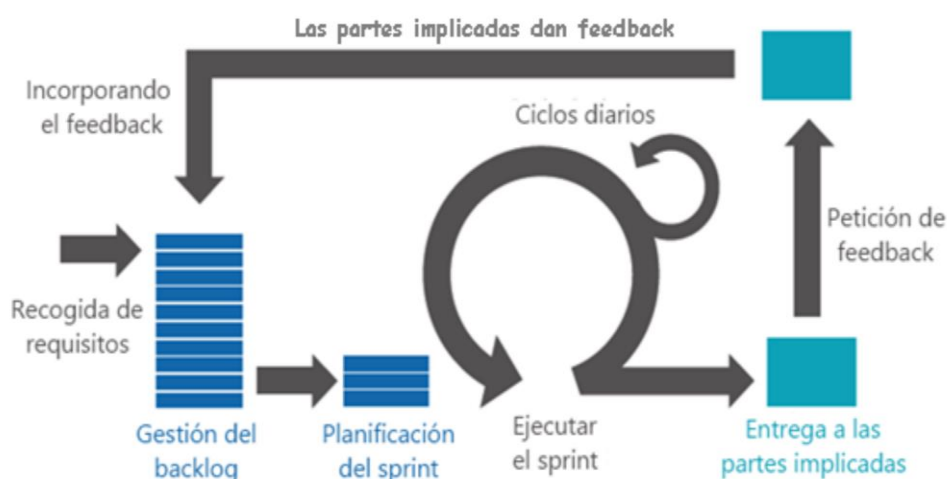 Las partes implicadas dan feedback
Incorporando
el feedback
Ciclos diarios
Petición de
feedback
Recogida de
requisitos
Gestión del
backlog
Planificación
del sprint
Ejecutar
el sprint
Entrega a las
partes implicadas